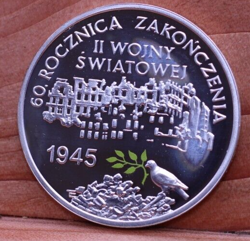 60. ROCZNICA ZAKOŃCZENIA
II WOJNY
ŚWIATOWEJ
1945